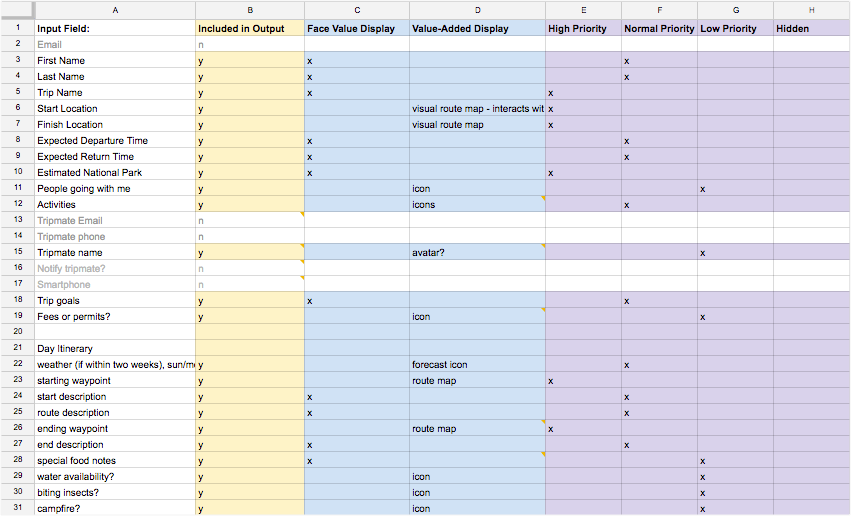 A B C D E F G H
1 Input Field: Included in Output Face Value Display Value-Added Display High Priority Normal Priority Low Priority Hidden
2 Email n
3 First Name y x x
4 Last Name y x x
5 Trip Name y x x
6 Start Location y visual route map - interacts wit x
7 Finish Location y visual route map x
8 Expected Departure Time y x x
9 Expected Return Time y x x
10 Estimated National Park y x x
11 People going with me y icon x
12 Activities y icons x
13 Tripmate Email n
14 Tripmate phone n
15 Tripmate name y avatar? x
16 Notify tripmate? n
17 Smartphone n
18 Trip goals y x x
19 Fees or permits? y icon x
20
21 Day Itinerary
22 weather (if within two weeks), sun/m y forecast icon x
23 starting waypoint y route map x
24 start description y x x
25 route description y x x
26 ending waypoint y route map x
27 end description y x x
28 special food notes y x x
29 water availability? y icon x
30 biting insects? y icon x
31 campfire? y icon x